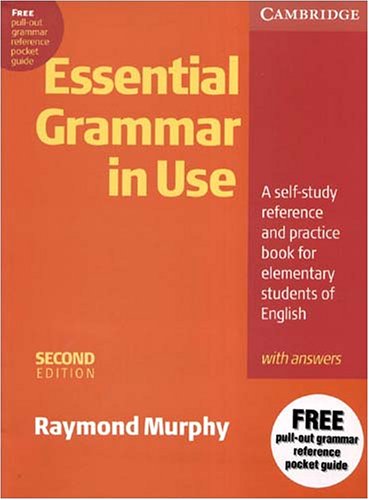 FREE
pull-out
grammar
reference
pocket
guide
CAMBRIDGE
Essential
Grammar
in Use
A self-study
reference
and practice
book for
elementary
students of
English
with answers
SECOND
EDITION
Raymond Murphy
FREE
pull-out grammar
reference
pocket guide